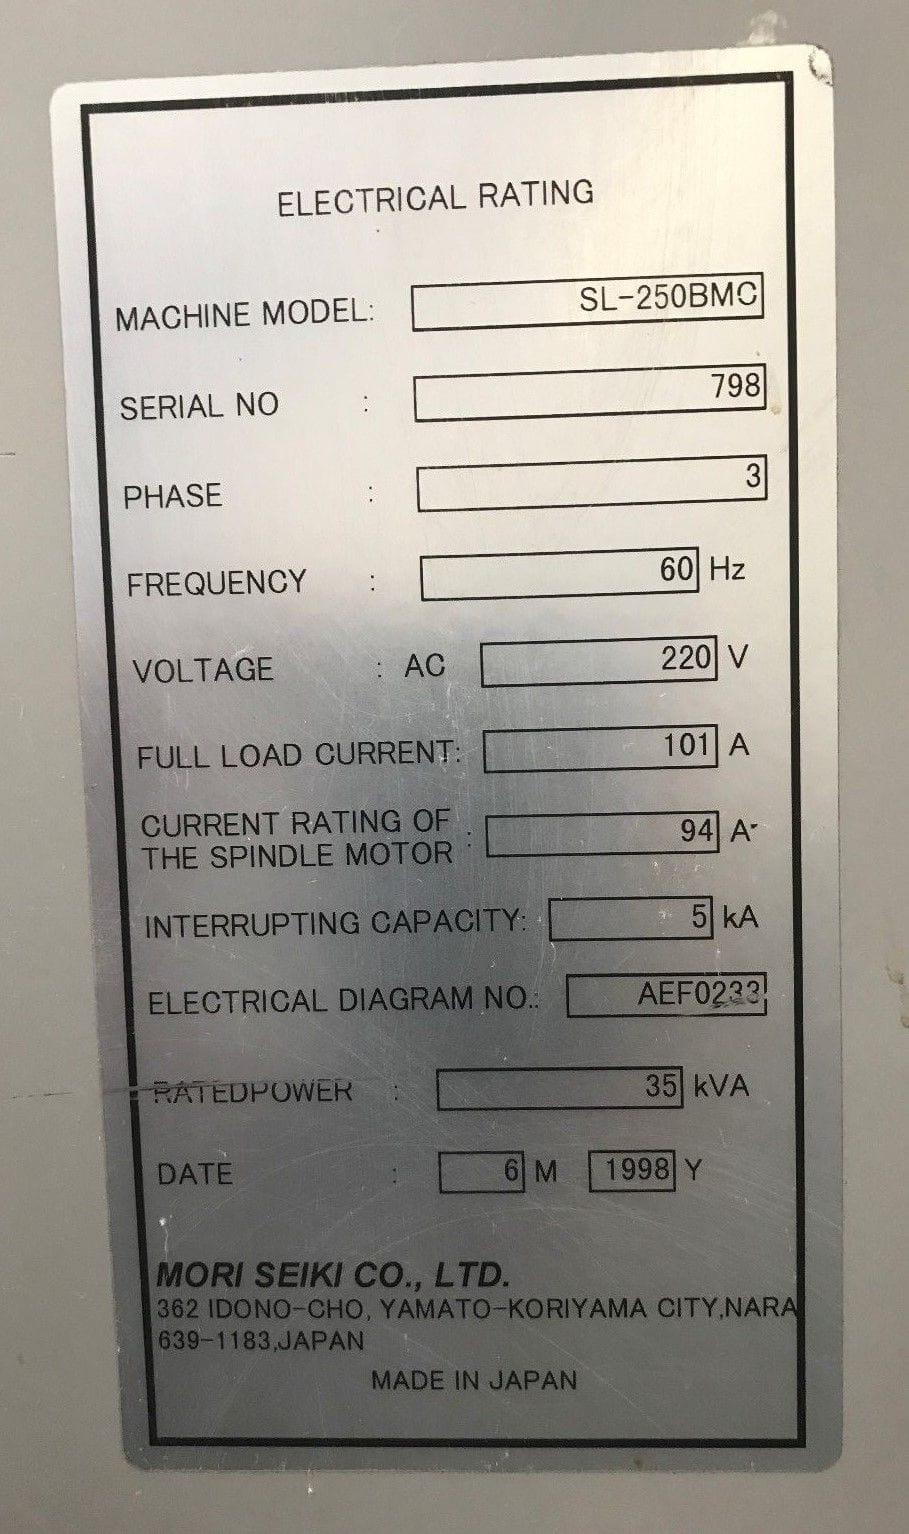 ELECTRICAL RATING
MACHINE MODEL: SL-250BMC
SERIAL NO : 798
PHASE : 3
FREQUENCY : 60 Hz
VOLTAGE : AC 220 V
FULL LOAD CURRENT: 101 A
CURRENT RATING OF
THE SPINDLE MOTOR : 94 A
INTERRUPTING CAPACITY: 5 kA
ELECTRICAL DIAGRAM NO.: AEF0233
RATEDPOWER : 35 kVA
DATE : 6 M 1998 Y
MORI SEIKI CO., LTD.
362 IDONO-CHO, YAMATO-KORIYAMA CITY,NARA
639-1183,JAPAN
MADE IN JAPAN